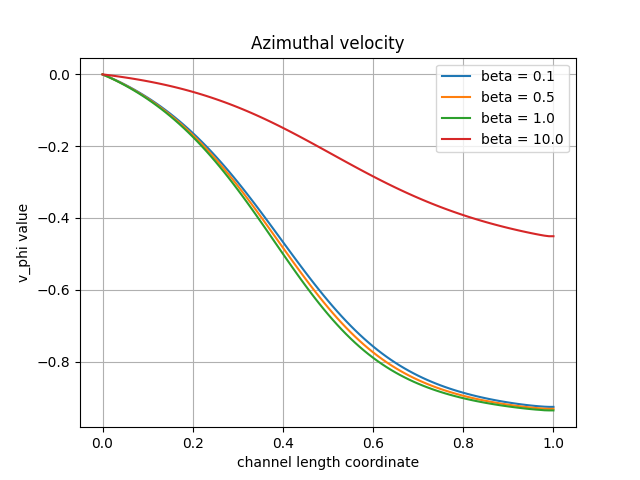 Azimuthal velocity
beta = 0.1
beta = 0.5
beta = 1.0
beta = 10.0
v_phi value
0.0
−0.2
−0.4
−0.6
−0.8
0.0 0.2 0.4 0.6 0.8 1.0
channel length coordinate